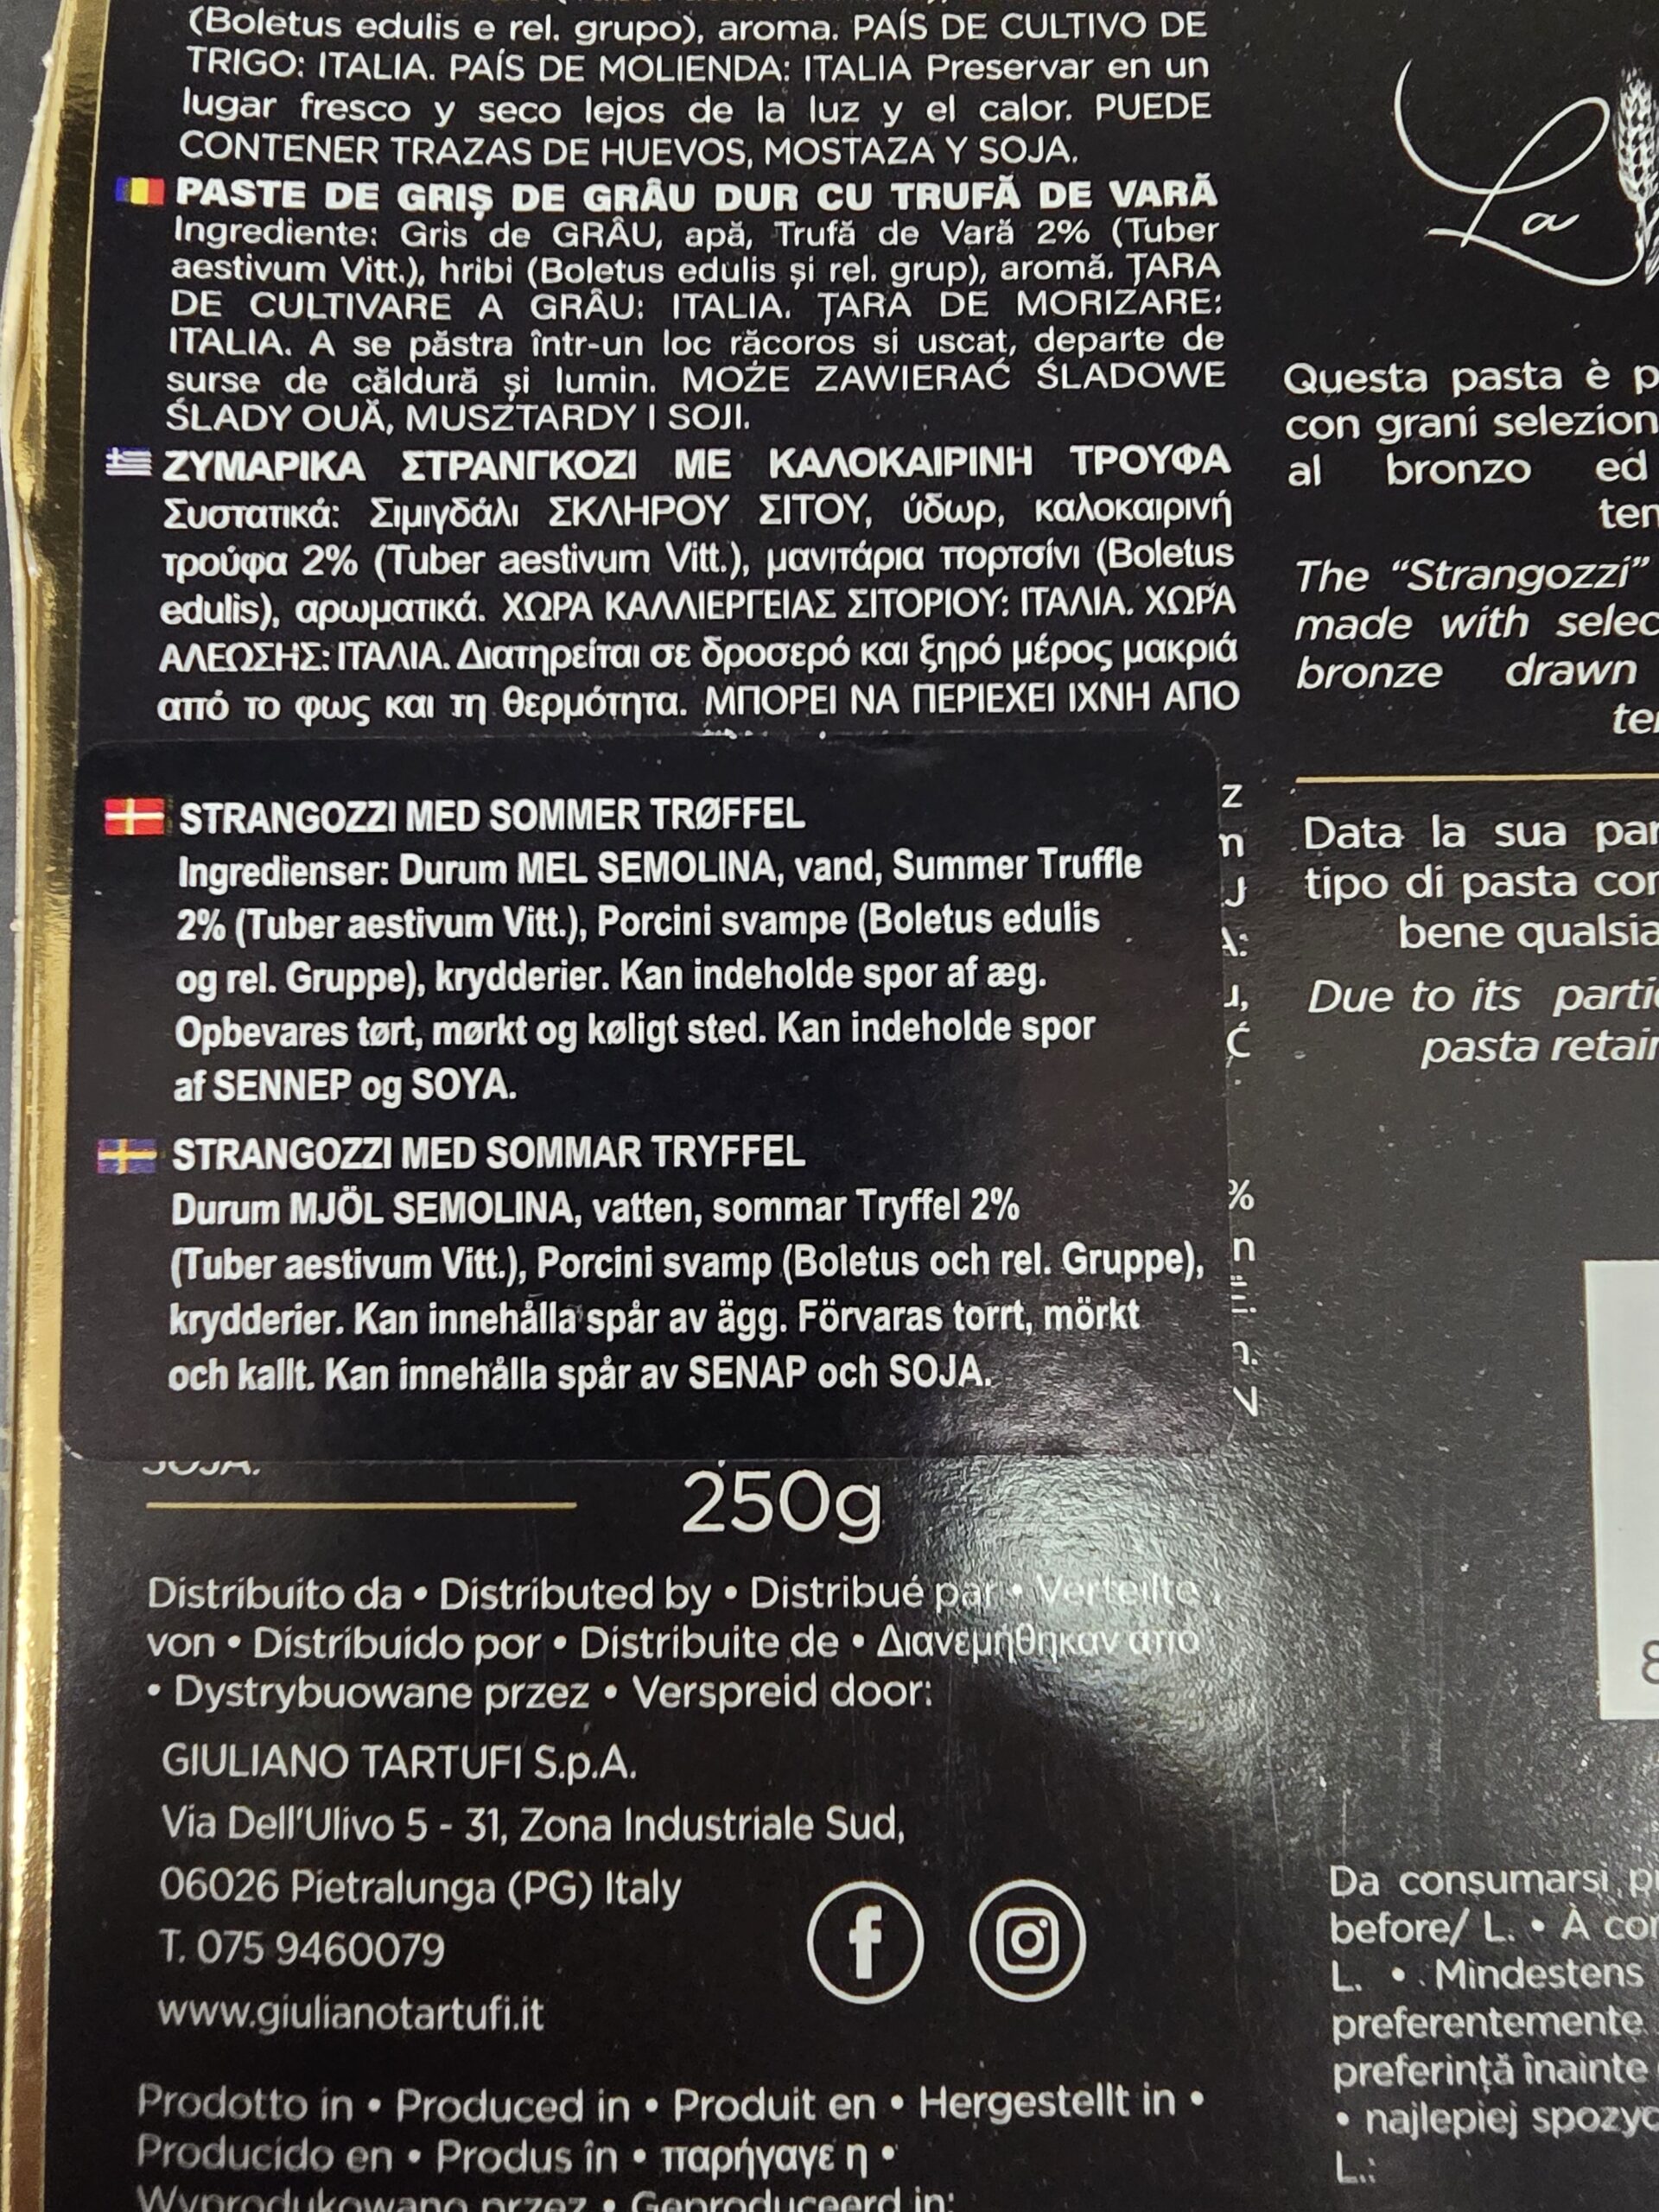 (Boletus edulis e rel. grupo), aroma. PAÍS DE CULTIVO DE
TRIGO: ITALIA. PAÍS DE MOLIENDA: ITALIA Preservar en un
lugar fresco y seco lejos de la luz y el calor. PUEDE
CONTENER TRAZAS DE HUEVOS, MOSTAZA Y SOJA.
PASTE DE GRIŞ DE GRÂU DUR CU TRUFĂ DE VARĂ
Ingrediente: Gris de GRÂU, apă, Trufă de Vară 2% (Tuber
aestivum Vitt.), hribi (Boletus edulis și rel. grup), aromă. ȚARA
DE CULTIVARE A GRÂU: ITALIA. ȚARA DE MORIZARE:
ITALIA. A se păstra într-un loc răcoros si uscat, departe de
surse de căldură și lumin. MOŻE ZAWIERAĆ ŚLADOWE
ŚLADY OUĂ, MUSZTARDY I SOJI.
ΖΥΜΑΡΙΚΑ ΣΤΡΑΝΓΚΟΖΙ ΜΕ ΚΑΛΟΚΑΙΡΙΝΗ ΤΡΟΥΦΑ
Συστατικά: Σιμιγδάλι ΣΚΛΗΡΟΥ ΣΙΤΟΥ, ύδωρ, καλοκαιρινή
τρούφα 2% (Tuber aestivum Vitt.), μανιτάρια πορτσίνι (Boletus
edulis), αρωματικά. ΧΩΡΑ ΚΑΛΛΙΕΡΓΕΙΑΣ ΣΙΤΟΡΙΟΥ: ΙΤΑΛΙΑ. ΧΩΡΑ
ΑΛΕΩΣΗΣ: ΙΤΑΛΙΑ. Διατηρείται σε δροσερό και ξηρό μέρος μακριά
από το φως και τη θερμότητα. ΜΠΟΡΕΙ ΝΑ ΠΕΡΙΕΧΕΙ ΙΧΝΗ ΑΠΟ
STRANGOZZI MED SOMMER TRØFFEL
Ingredienser: Durum MEL SEMOLINA, vand, Summer Truffle
2% (Tuber aestivum Vitt.), Porcini svampe (Boletus edulis
og rel. Gruppe), krydderier. Kan indeholde spor af æg.
Opbevares tørt, mørkt og køligt sted. Kan indeholde spor
af SENNEP og SOYA.
STRANGOZZI MED SOMMAR TRYFFEL
Durum MJÖL SEMOLINA, vatten, sommar Tryffel 2%
(Tuber aestivum Vitt.), Porcini svamp (Boletus och rel. Gruppe),
krydderier. Kan innehålla spår av ägg. Förvaras torrt, mörkt
och kallt. Kan innehålla spår av SENAP och SOJA.
250g
Distribuito da • Distributed by • Distribué par • Verteilte
von • Distribuido por • Distribuite de • Διανεμήθηκαν από
• Dystrybuowane przez • Verspreid door:
GIULIANO TARTUFI S.p.A.
Via Dell'Ulivo 5 - 31, Zona Industriale Sud,
06026 Pietralunga (PG) Italy
T. 075 9460079
www.giulianotartufi.it
Prodotto in • Produced in • Produit en • Hergestellt in •
Producido en • Produs în • παρήγαγε η •
Wyprodukowano przez • Geproduceerd in:
La
Questa pasta è
con grani
al bronzo ed
The "Strangozzi"
made with
bronze drawn
Data la sua
tipo di pasta
bene
Due to its
pasta
Da consumarsi
before/ L. • À
L. • Mindestens
preferentemente
preferință înainte
• najlepiej
L.: